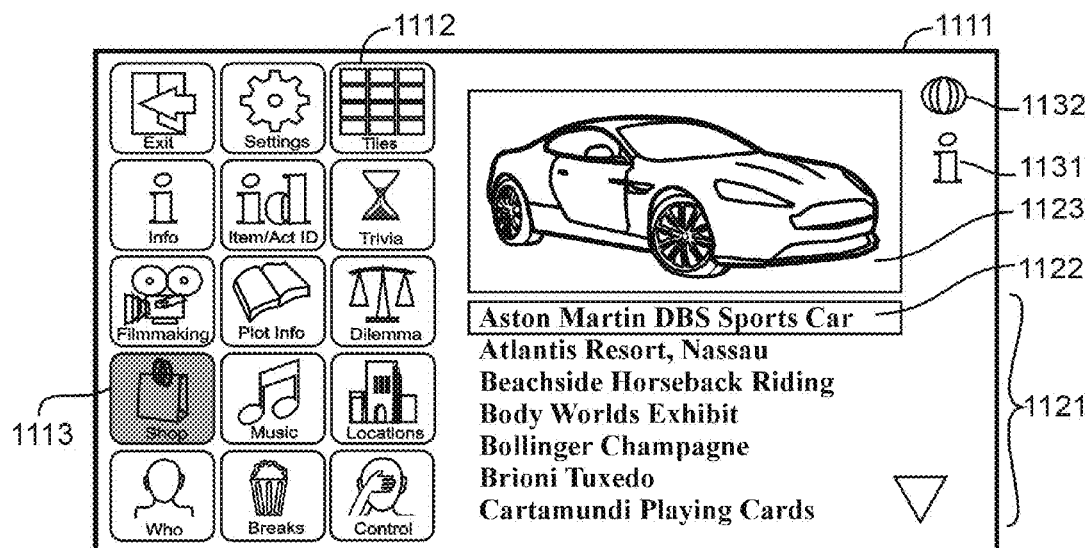 1112
1111
Exit
Settings
Tiles
1132
Info
Item/Act ID
Trivia
1131
1123
1122
Filmmaking
Plot Info
Dilemma
Aston Martin DBS Sports Car
Atlantis Resort, Nassau
Beachside Horseback Riding
Body Worlds Exhibit
Bollinger Champagne
Brioni Tuxedo
Cartamundi Playing Cards
1121
1113
Shop
Music
Locations
Who
Breaks
Control
i
id
i